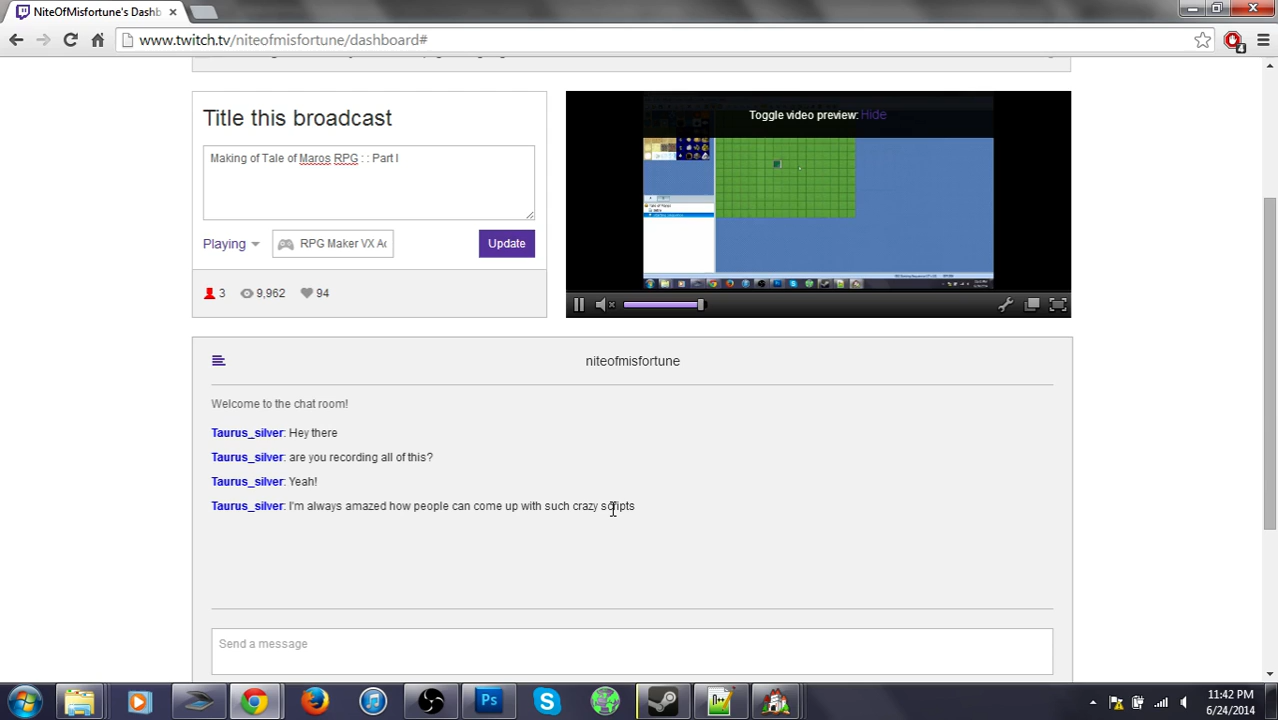 NiteOfMisfortune's Dashb
www.twitch.tv/niteofmisfortune/dashboard#
4
Title this broadcast
Making of Tale of Maros RPG : : Part I
Playing
RPG Maker VX Ac
Update
3
9,962
94
Toggle video preview: Hide
niteofmisfortune
Welcome to the chat room!
Taurus_silver: Hey there
Taurus_silver: are you recording all of this?
Taurus_silver: Yeah!
Taurus_silver: I'm always amazed how people can come up with such crazy scripts
Send a message
Ps
11:42 PM
6/24/2014